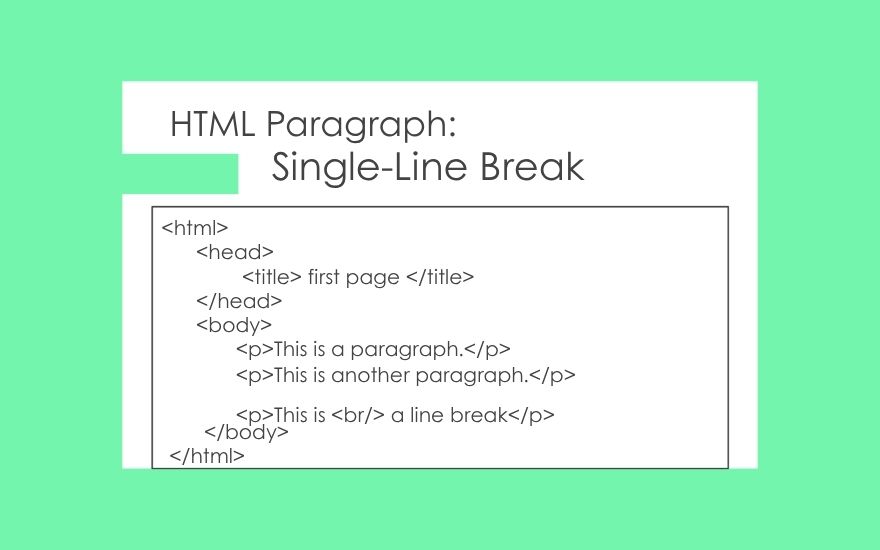 HTML Paragraph:
Single-Line Break
<html>
<head>
<title> first page </title>
</head>
<body>
<p>This is a paragraph.</p>
<p>This is another paragraph.</p>
<p>This is <br/> a line break</p>
</body>
</html>